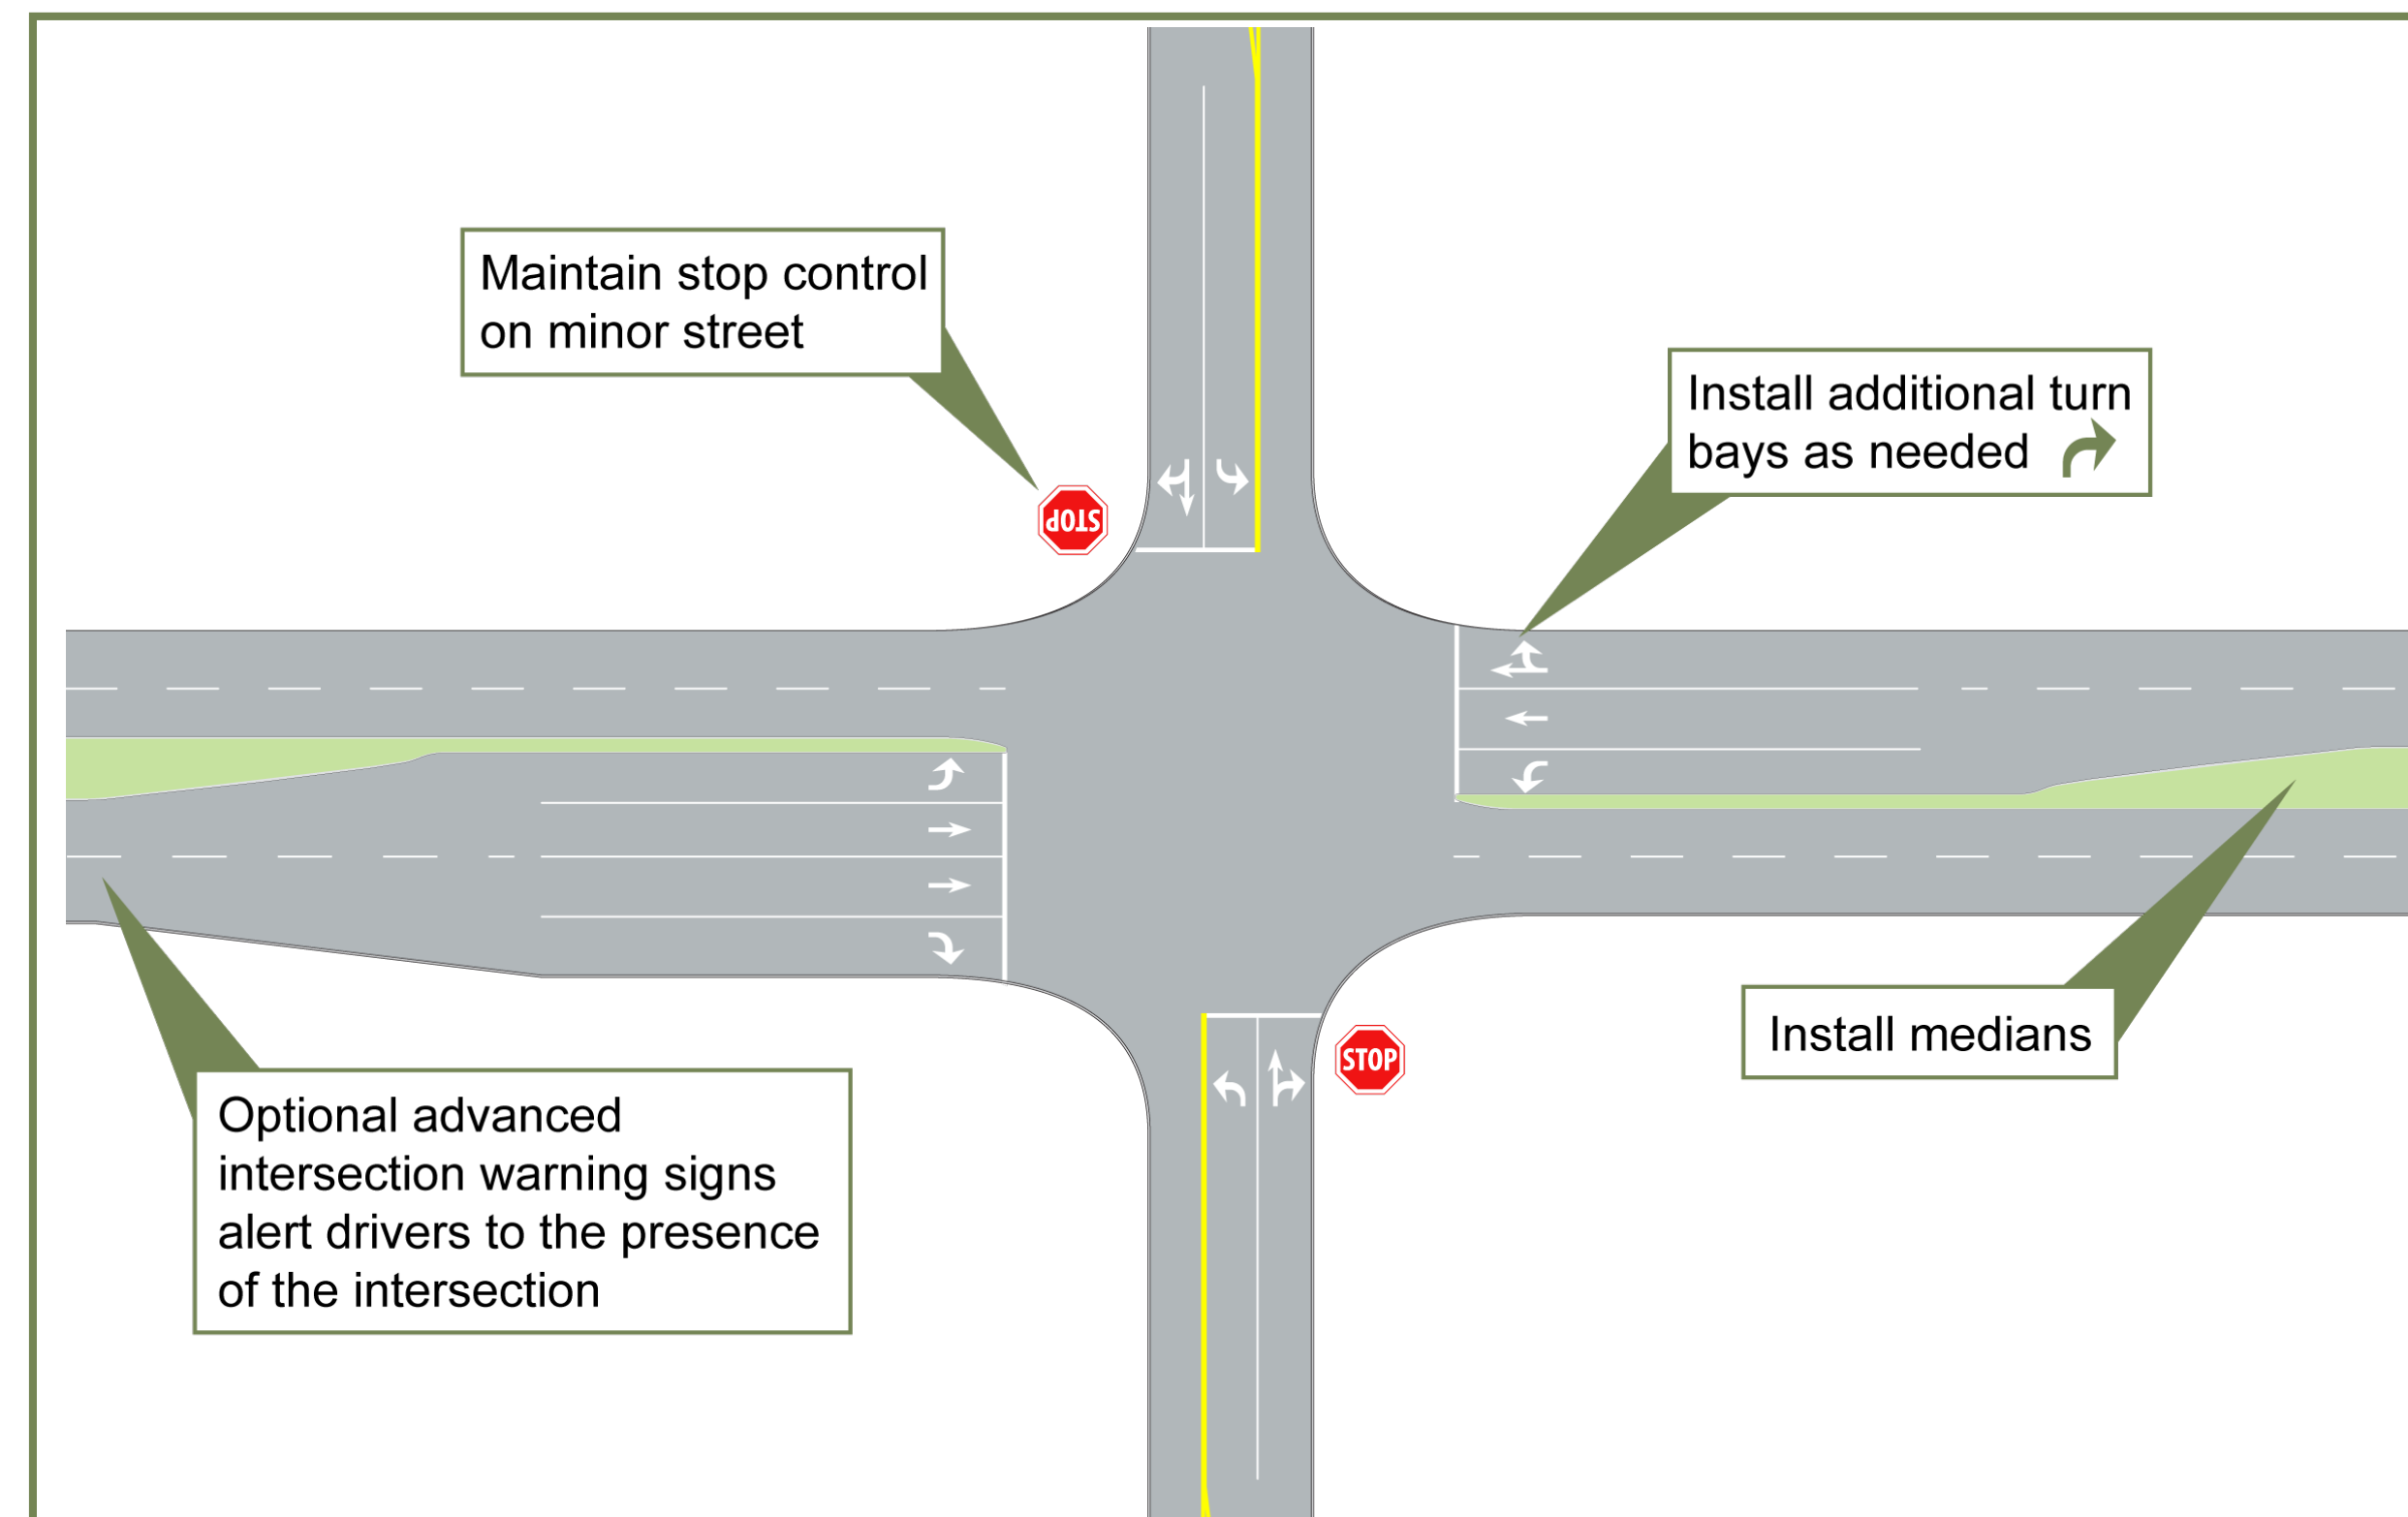 Maintain stop control
on minor street
Install additional turn
bays as needed
STOP
STOP
Install medians
Optional advanced
intersection warning signs
alert drivers to the presence
of the intersection